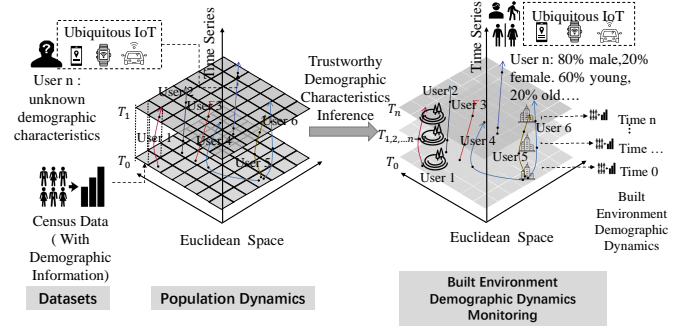 Ubiquitous IoT
User n :
unknown
demographic
characteristics
Census Data
( With
Demographic
Information)
Datasets
Time Series
T1
T0
User 1
User 2
User 3
User 4
User 5
User 6
Euclidean Space
Population Dynamics
Trustworthy
Demographic
Characteristics
Inference
Time Series
Ubiquitous IoT
User n: 80% male,20%
female. 60% young,
20% old….
Tn
T1,2,...n-1
T0
User 2
User 3
User 4
User 5
User 6
User 1
Time n
⋮
Time …
Time 0
Euclidean Space
Built
Environment
Demographic
Dynamics
Built Environment
Demographic Dynamics
Monitoring